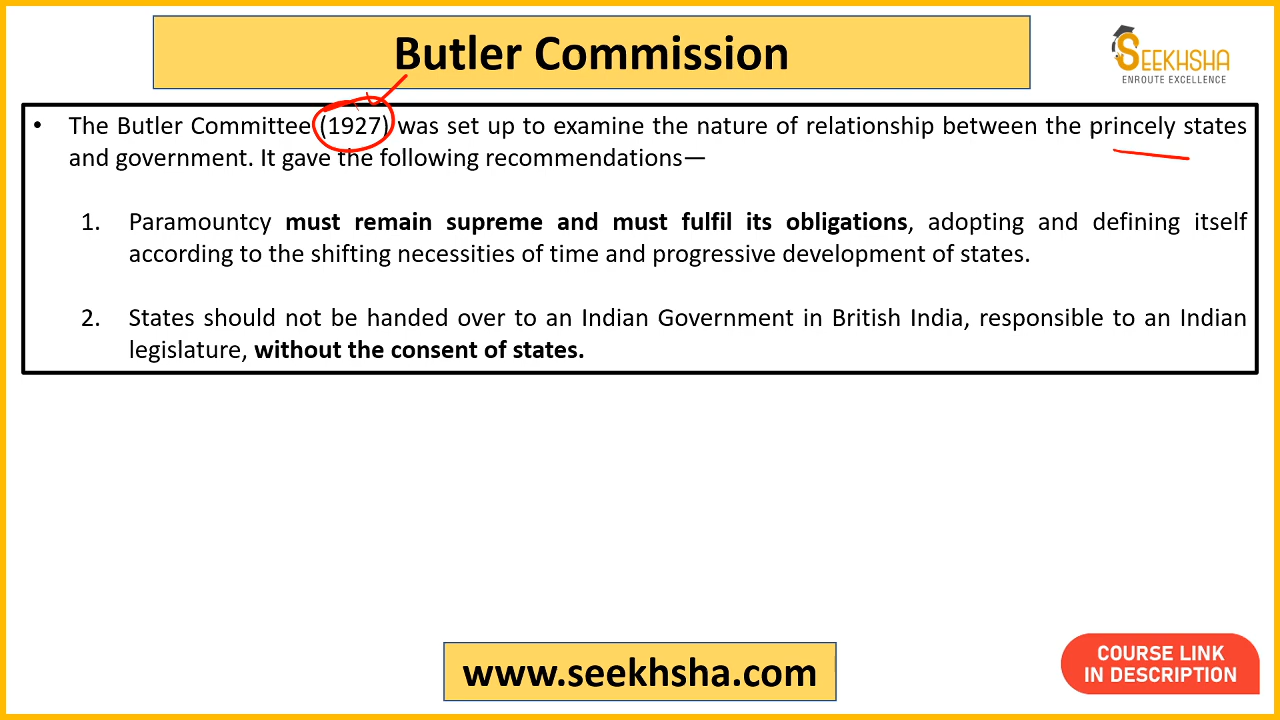 Butler Commission
SEEKHSHA
ENROUTE EXCELLENCE
• The Butler Committee (1927) was set up to examine the nature of relationship between the princely states
and government. It gave the following recommendations—
1. Paramountcy must remain supreme and must fulfil its obligations, adopting and defining itself
according to the shifting necessities of time and progressive development of states.
2. States should not be handed over to an Indian Government in British India, responsible to an Indian
legislature, without the consent of states.
www.seekhsha.com
COURSE LINK
IN DESCRIPTION